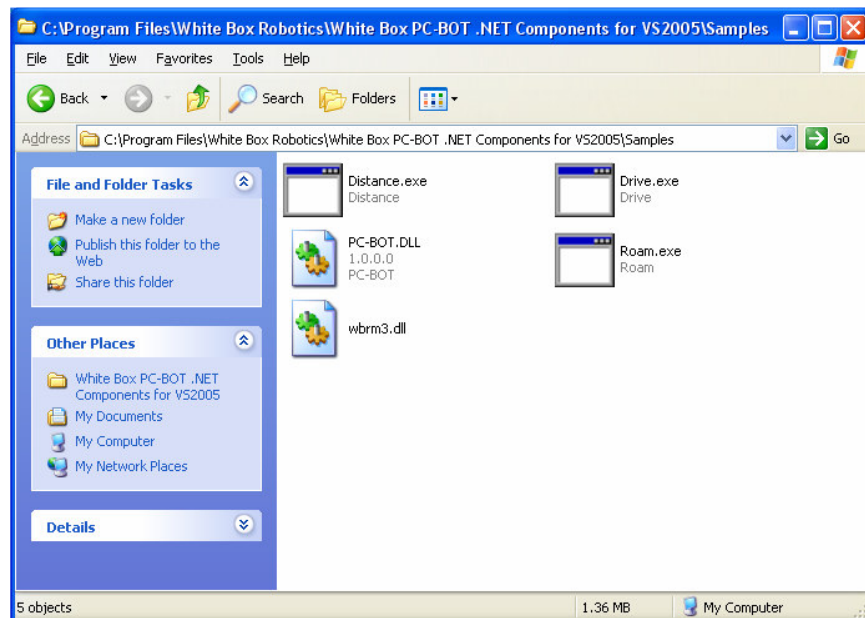 C:\Program Files\White Box Robotics\White Box PC-BOT .NET Components for VS2005\Samples
File Edit View Favorites Tools Help
Back Search Folders
Address C:\Program Files\White Box Robotics\White Box PC-BOT .NET Components for VS2005\Samples Go
File and Folder Tasks
Make a new folder
Publish this folder to the
Web
Share this folder
Other Places
White Box PC-BOT .NET
Components for VS2005
My Documents
My Computer
My Network Places
Details
Distance.exe
Distance
Drive.exe
Drive
PC-BOT.DLL
1.0.0.0
PC-BOT
Roam.exe
Roam
wbrm3.dll
5 objects 1.36 MB My Computer